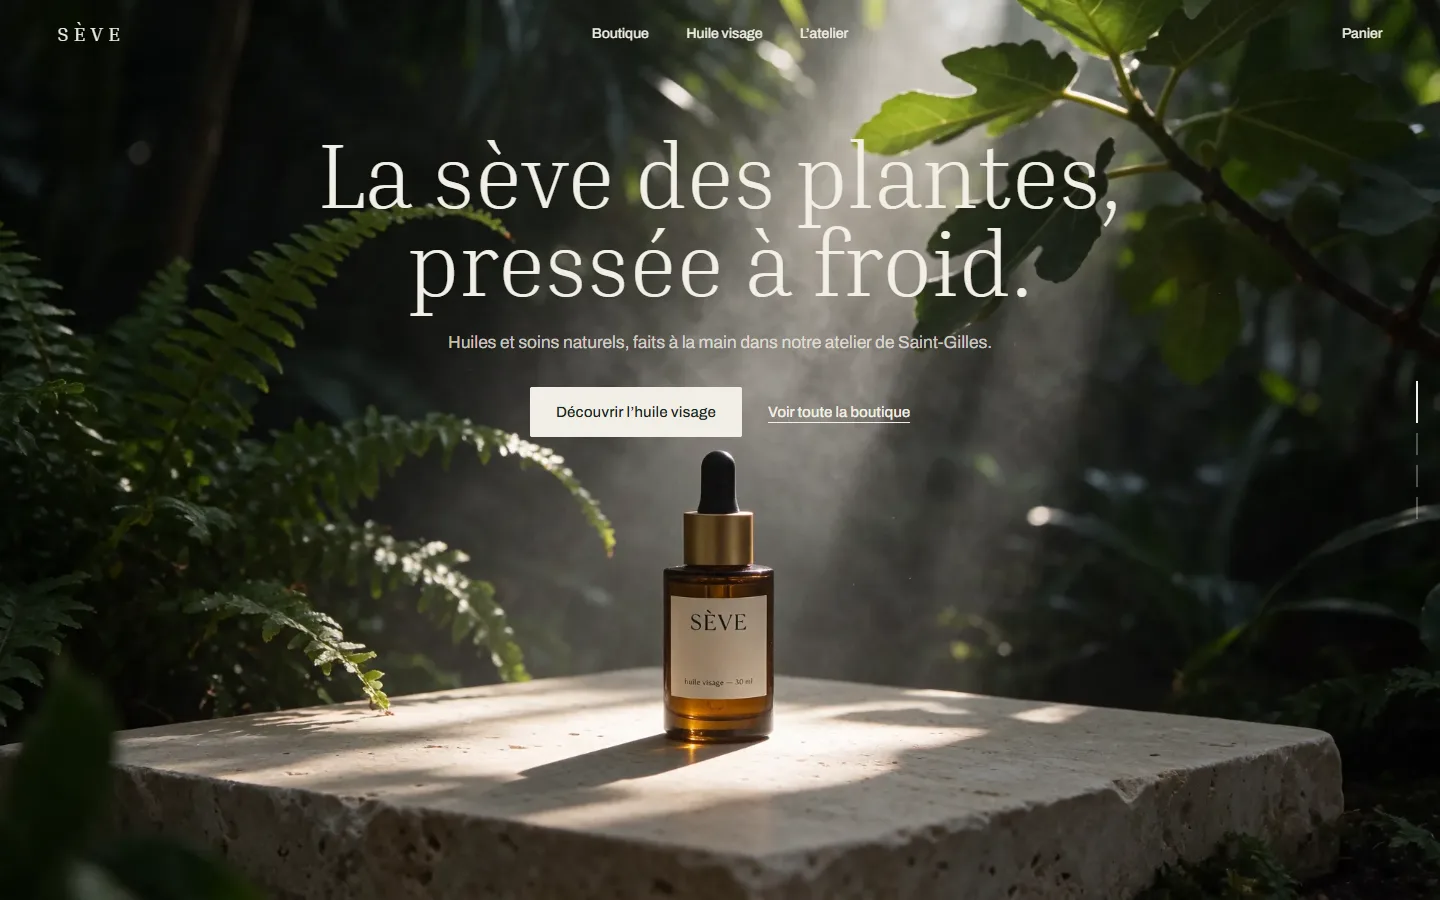 SÈVE
Boutique
Huile visage
L’atelier
Panier
La sève des plantes,
pressée à froid.
Huiles et soins naturels, faits à la main dans notre atelier de Saint-Gilles.
Découvrir l’huile visage
Voir toute la boutique
SÈVE
huile visage — 30 ml